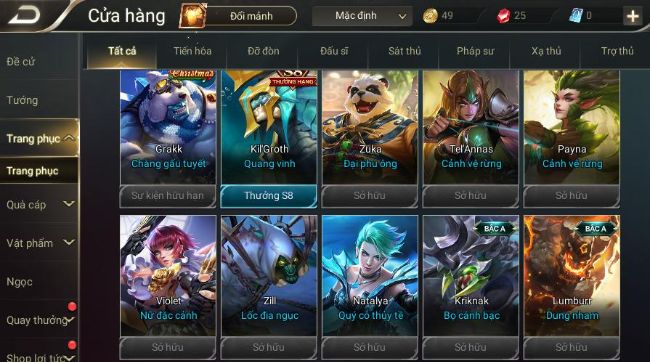 Cửa hàng
Đổi mảnh
Mặc định
49
25
0
Tất cả
Tiến hóa
Đỡ đòn
Đấu sĩ
Sát thủ
Pháp sư
Xạ thủ
Trợ thủ
Đề cử
Tướng
Trang phục
Trang phục
Quà cáp
Vật phẩm
Ngọc
Quay thưởng
Shop lợi tức
Christmas
Grakk
Chàng gấu tuyết
Sự kiện hữu hạn
S8
THƯỞNG HẠNG
Kil'Groth
Quang vinh
Thưởng S8
Zuka
Đại phú ông
Sở hữu
Tel'Annas
Cảnh vệ rừng
Sở hữu
Payna
Cảnh vệ rừng
Sở hữu
Violet
Nữ đặc cảnh
Sở hữu
Zill
Lốc địa ngục
Sở hữu
Natalya
Quý cô thủy tề
Sở hữu
BẬC A
Kriknak
Bọ cánh bạc
Sở hữu
BẬC A
Lumburr
Dung nham
Sở hữu